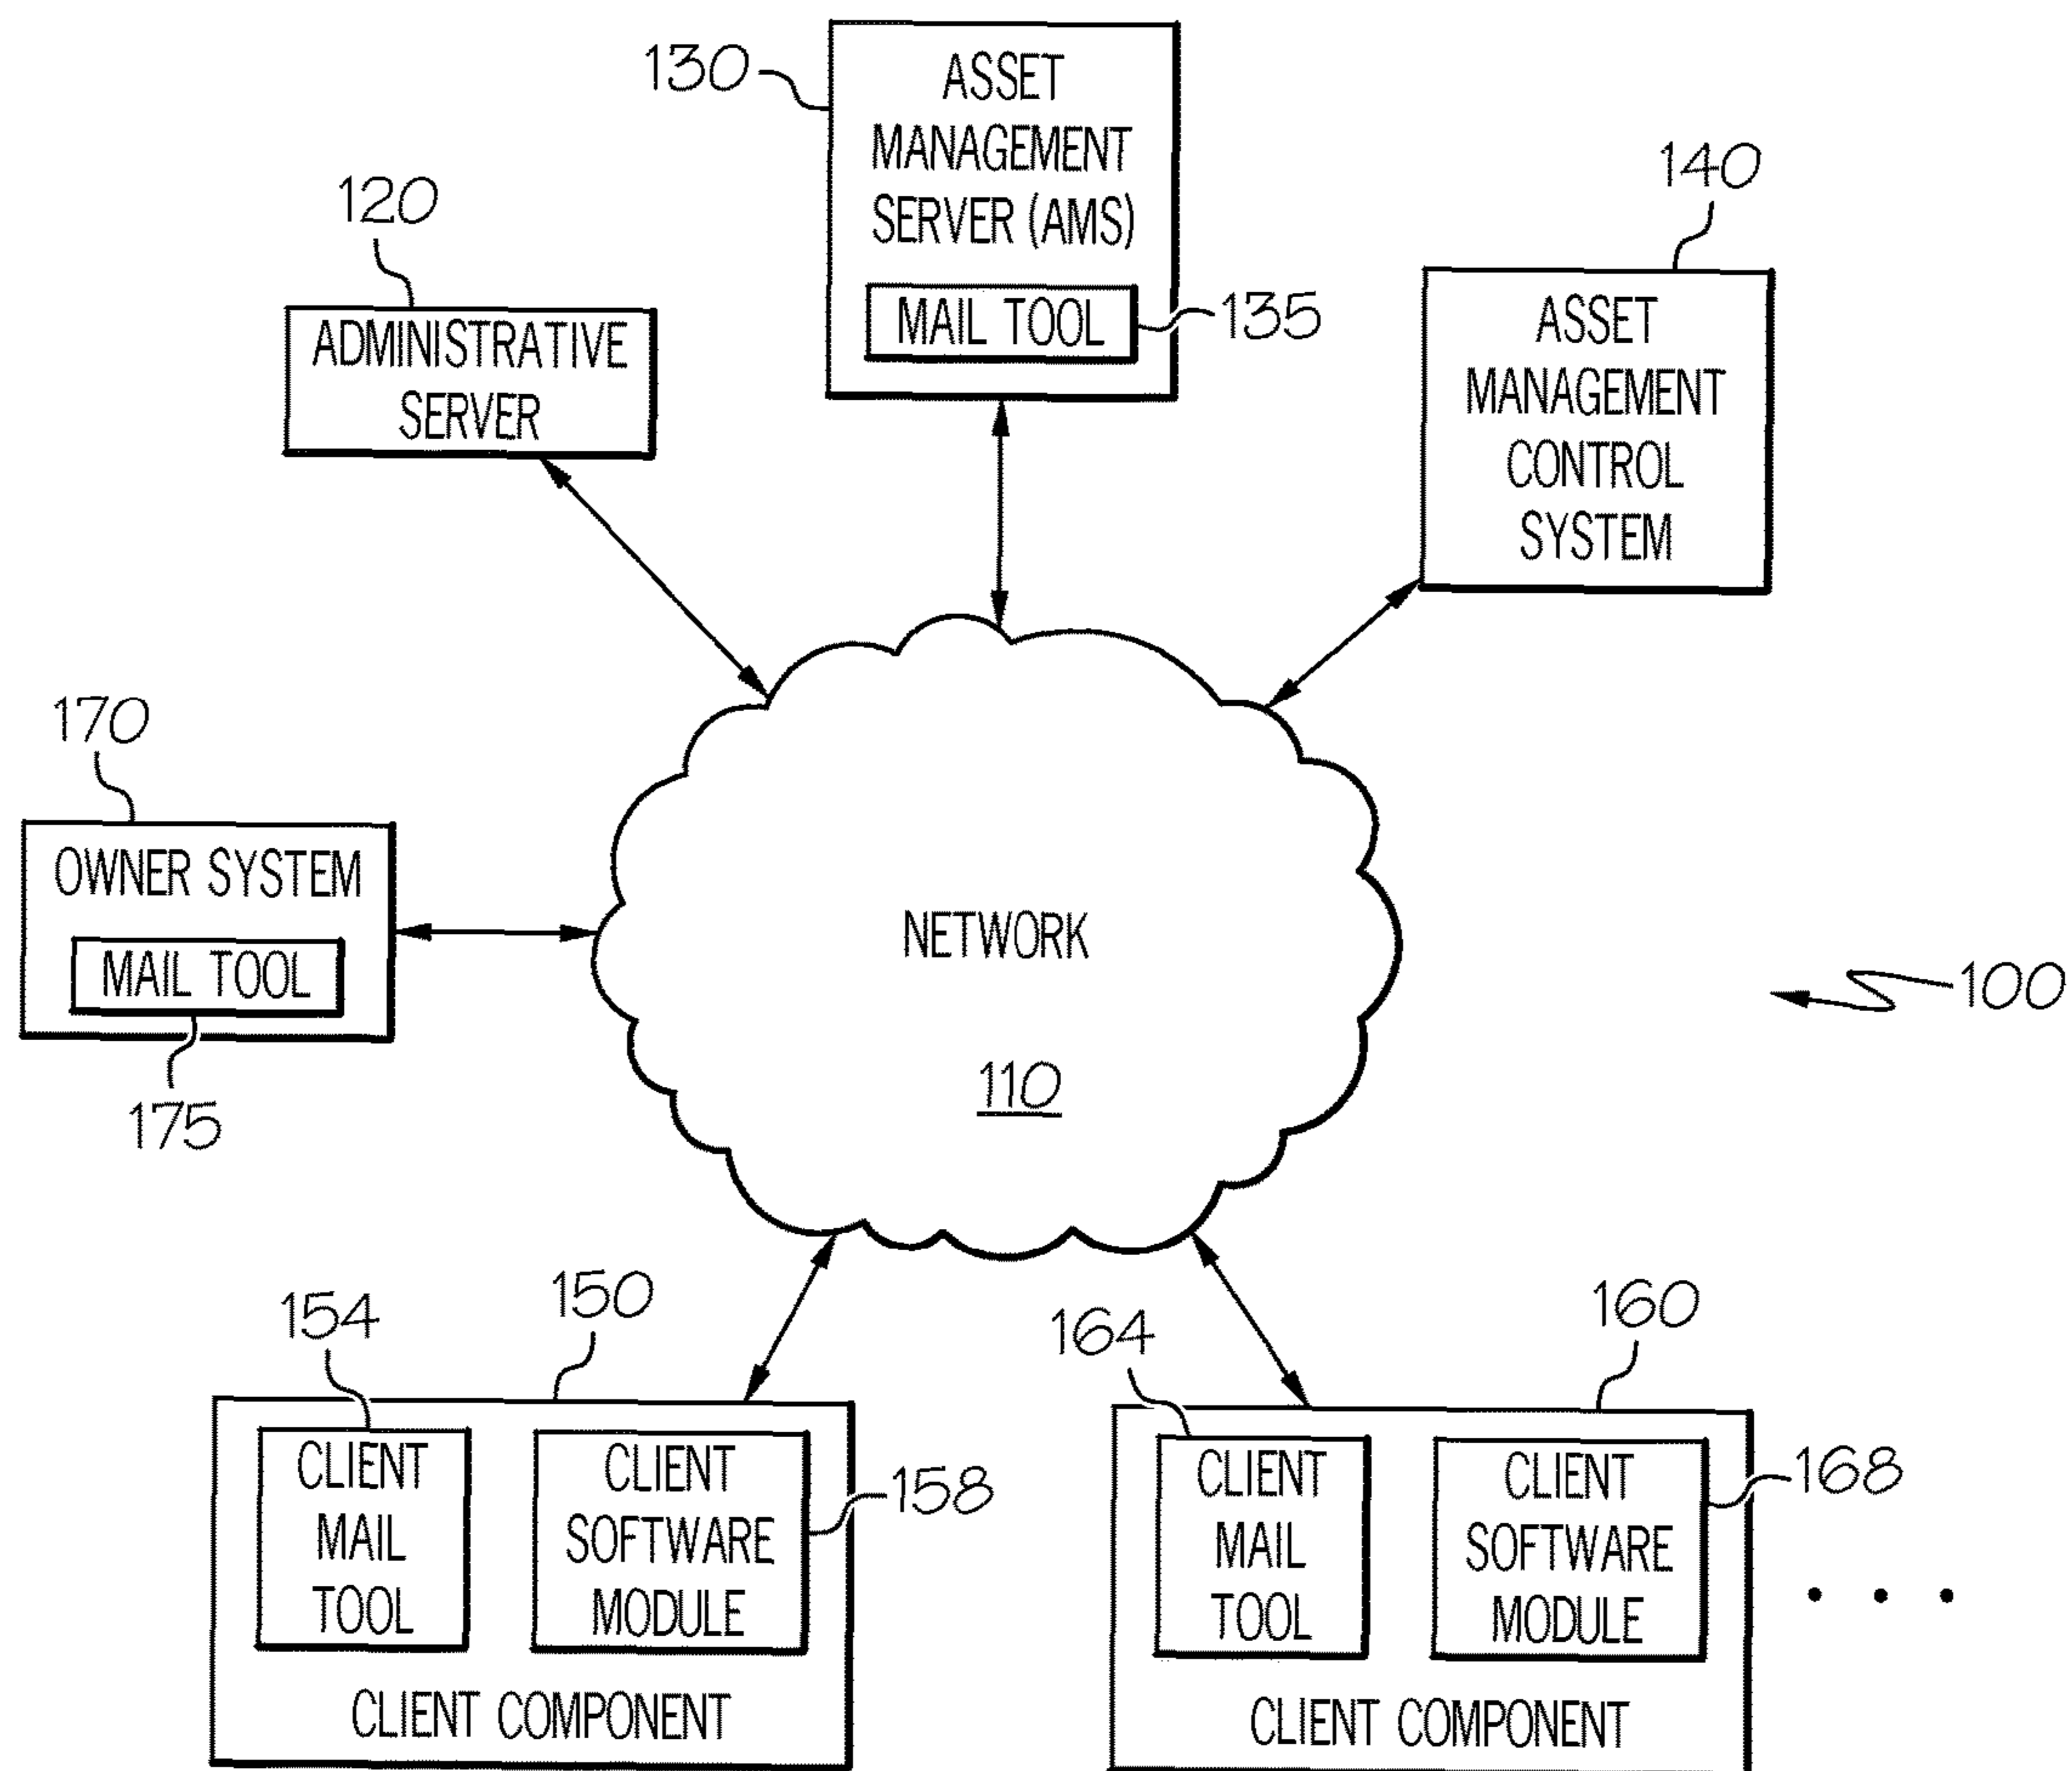 130
ASSET
MANAGEMENT
SERVER (AMS)
MAIL TOOL
135
120
ADMINISTRATIVE
SERVER
140
ASSET
MANAGEMENT
CONTROL
SYSTEM
170
OWNER SYSTEM
MAIL TOOL
175
NETWORK
110
100
150
154
CLIENT
MAIL
TOOL
CLIENT
SOFTWARE
MODULE
158
CLIENT COMPONENT
160
164
CLIENT
MAIL
TOOL
CLIENT
SOFTWARE
MODULE
168
CLIENT COMPONENT
. . .